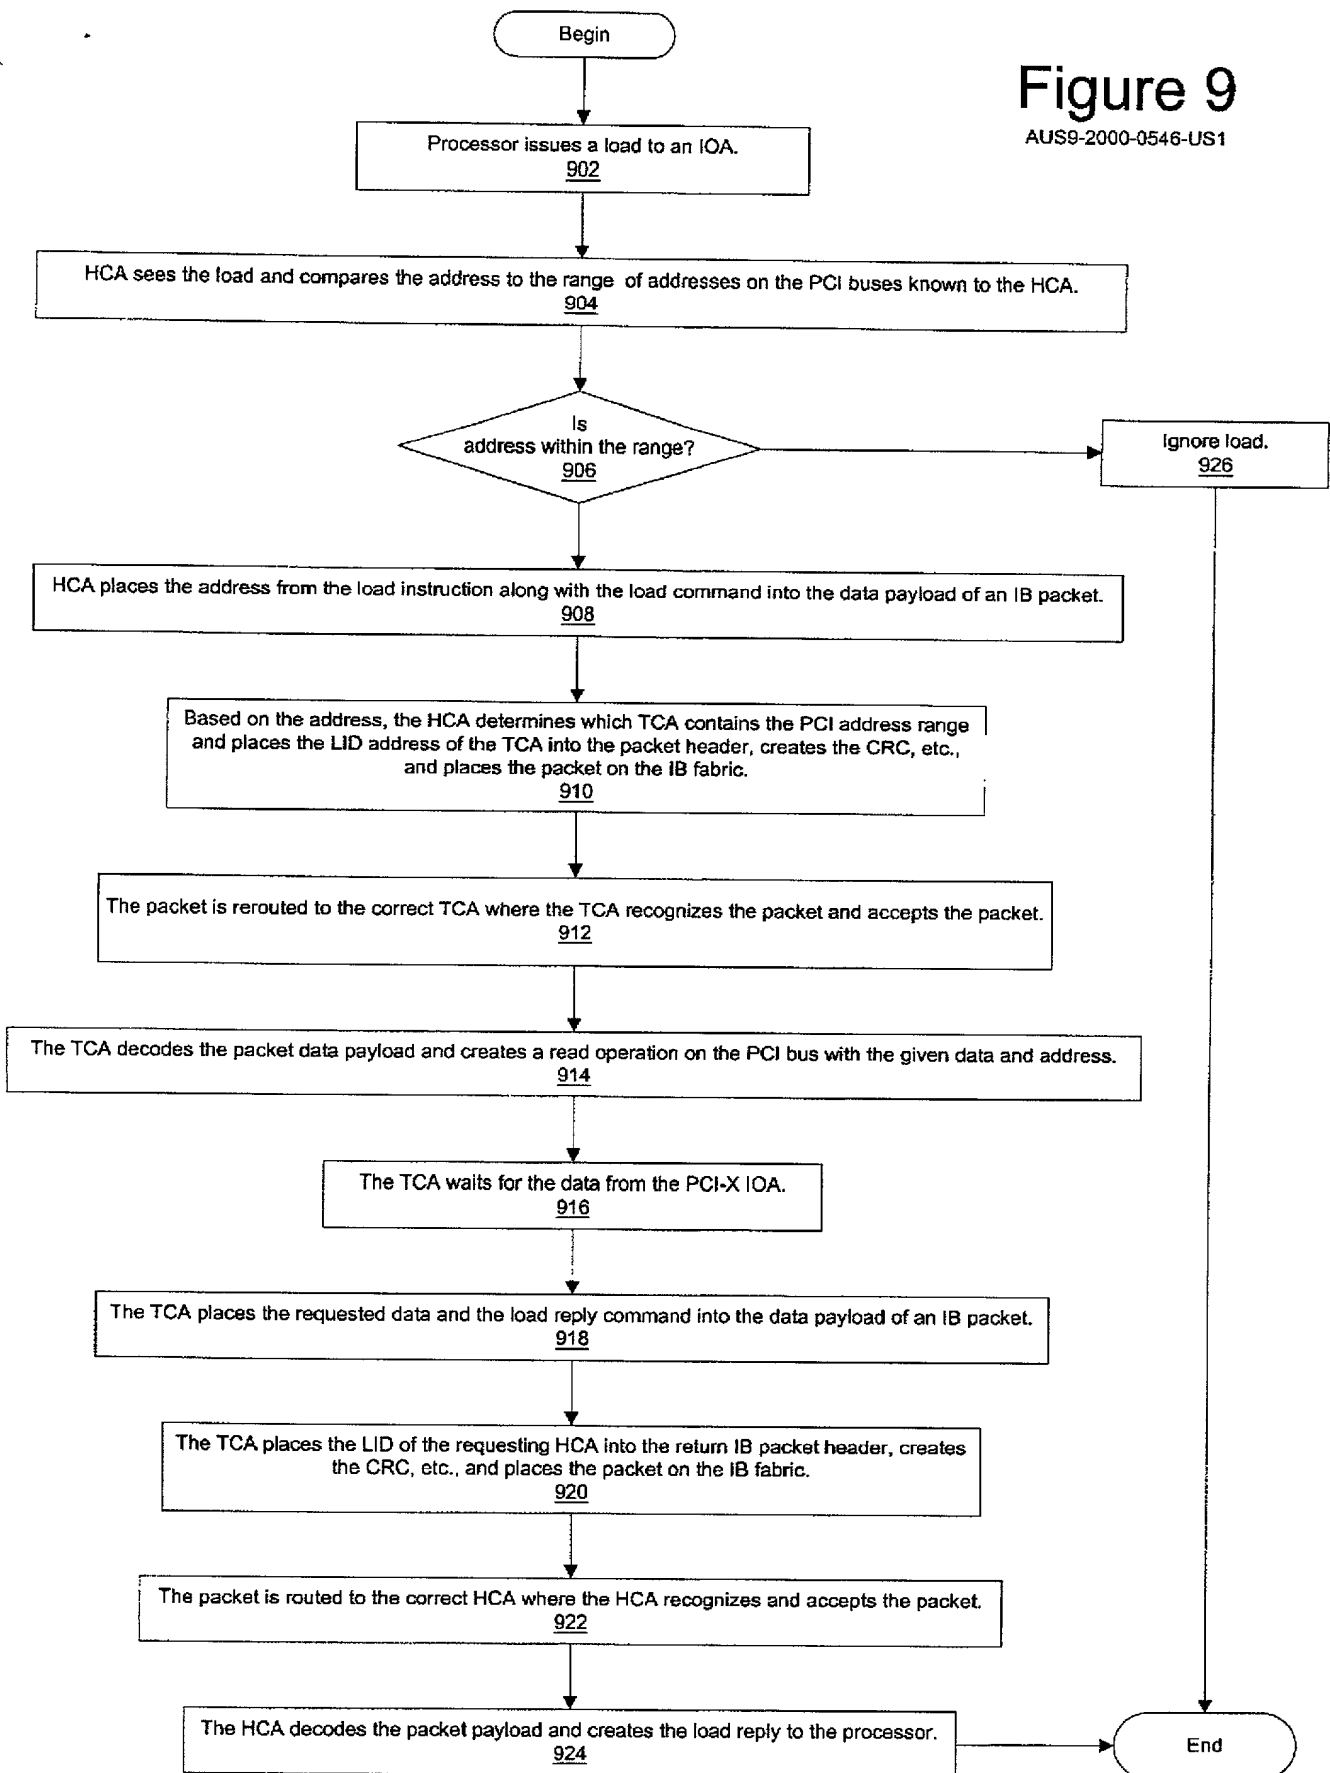 Begin
Figure 9
AUS9-2000-0546-US1
Processor issues a load to an IOA.
902
HCA sees the load and compares the address to the range of addresses on the PCI buses known to the HCA.
904
Is
address within the range?
906
Ignore load.
926
HCA places the address from the load instruction along with the load command into the data payload of an IB packet.
908
Based on the address, the HCA determines which TCA contains the PCI address range
and places the LID address of the TCA into the packet header, creates the CRC, etc.,
and places the packet on the IB fabric.
910
The packet is rerouted to the correct TCA where the TCA recognizes the packet and accepts the packet.
912
The TCA decodes the packet data payload and creates a read operation on the PCI bus with the given data and address.
914
The TCA waits for the data from the PCI-X IOA.
916
The TCA places the requested data and the load reply command into the data payload of an IB packet.
918
The TCA places the LID of the requesting HCA into the return IB packet header, creates
the CRC, etc., and places the packet on the IB fabric.
920
The packet is routed to the correct HCA where the HCA recognizes and accepts the packet.
922
The HCA decodes the packet payload and creates the load reply to the processor.
924
End